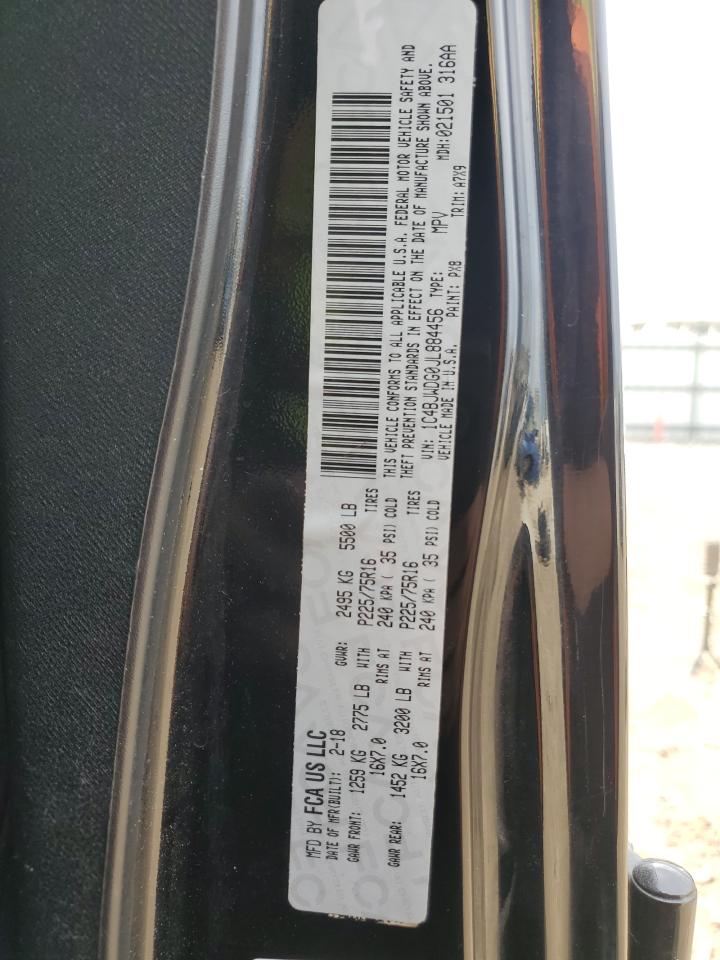 MFD BY FCA US LLC
DATE OF MFR(BUILT): 2-18 GVWR: 2495 KG 5500 LB
GAWR FRONT: 1259 KG 2775 LB WITH P225/75R16 TIRES
16X7.0 RIMS AT 240 KPA ( 35 PSI) COLD
GAWR REAR: 1452 KG 3200 LB WITH P225/75R16 TIRES
16X7.0 RIMS AT 240 KPA ( 35 PSI) COLD
THIS VEHICLE CONFORMS TO ALL APPLICABLE U.S.A. FEDERAL MOTOR VEHICLE SAFETY AND
THEFT PREVENTION STANDARDS IN EFFECT ON THE DATE OF MANUFACTURE SHOWN ABOVE.
VIN: 1C4BJWDG0JL884456 TYPE: MPV MDH:021501 316AA
VEHICLE MADE IN U.S.A. PAINT: PX8 TRIM: A7X9